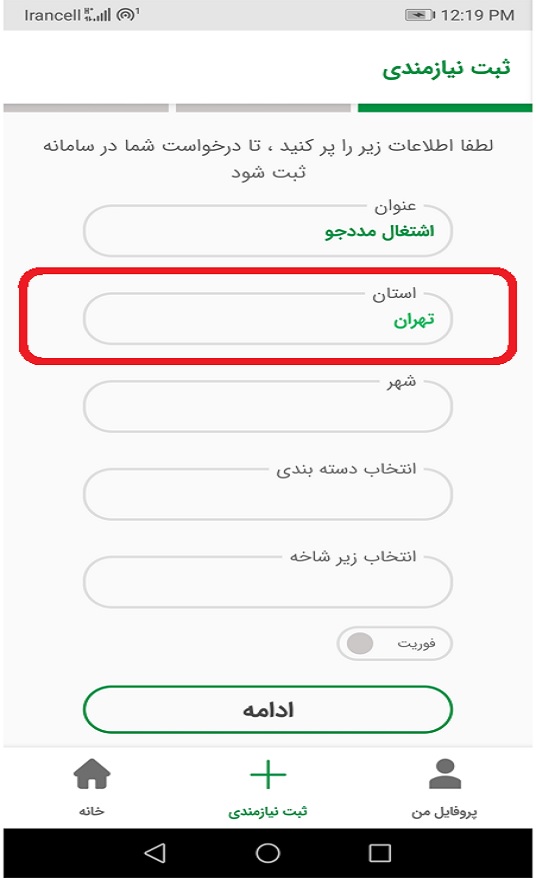 Irancell 1 12:19 PM
ثبت نیازمندی
لطفا اطلاعات زیر را پر کنید ، تا درخواست شما در سامانه
ثبت شود
عنوان
اشتغال مددجو
استان
تهران
شهر
انتخاب دسته بندی
انتخاب زیر شاخه
فوریت
ادامه
پروفایل من ثبت نیازمندی خانه